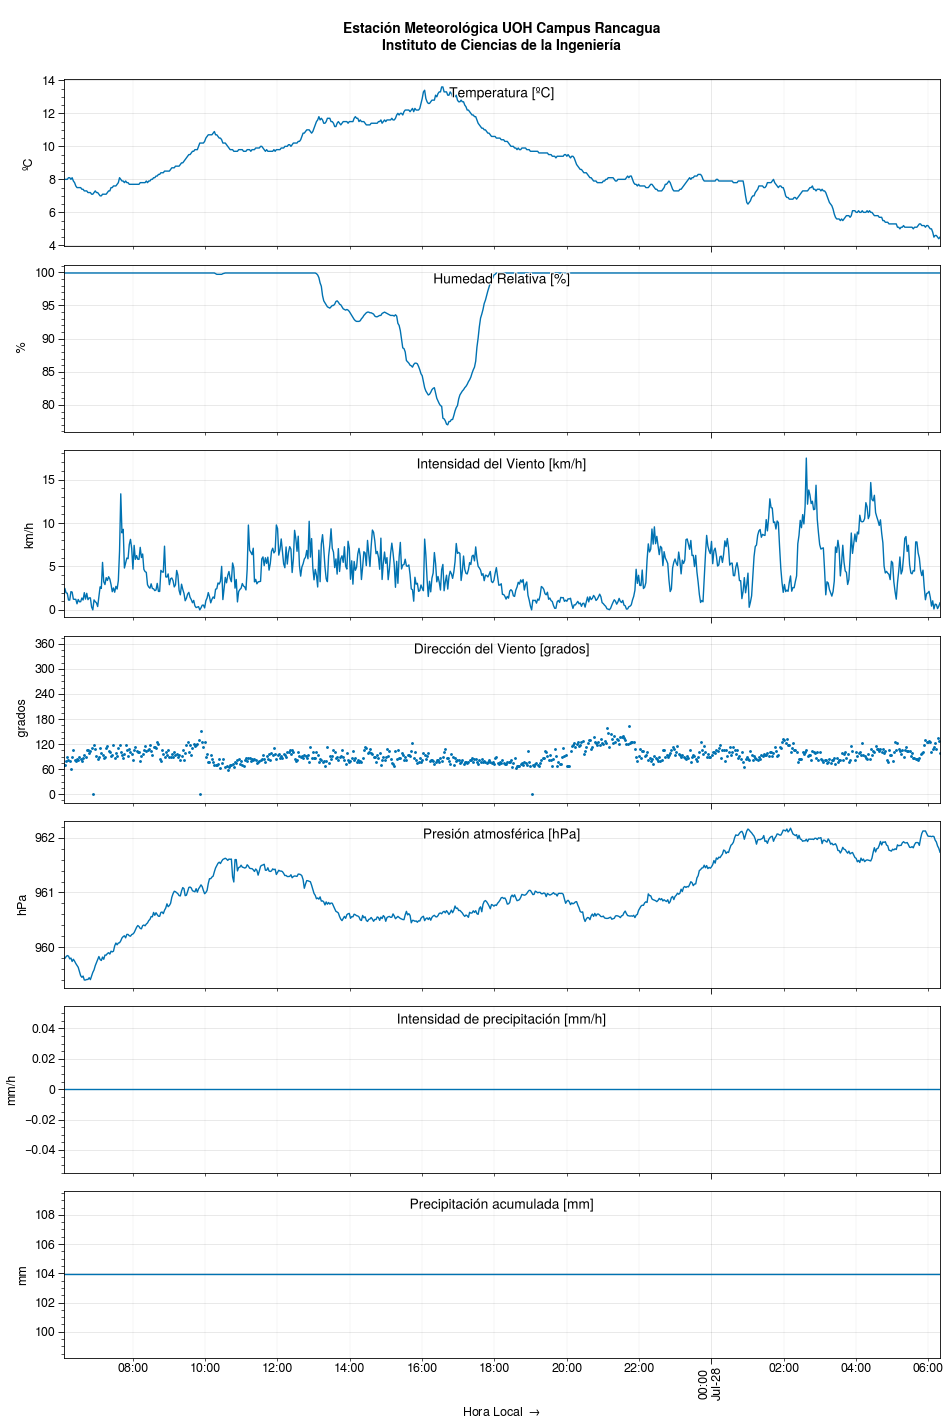 Estación Meteorológica UOH Campus Rancagua
Instituto de Ciencias de la Ingeniería
Temperatura [ºC]
ºC
14
12
10
8
6
4
Humedad Relativa [%]
%
100
95
90
85
80
Intensidad del Viento [km/h]
km/h
15
10
5
0
Dirección del Viento [grados]
grados
360
300
240
180
120
60
0
Presión atmosférica [hPa]
hPa
962
961
960
Intensidad de precipitación [mm/h]
mm/h
0.04
0.02
0
−0.02
−0.04
Precipitación acumulada [mm]
mm
108
106
104
102
100
08:00 10:00 12:00 14:00 16:00 18:00 20:00 22:00 00:00 02:00 04:00 06:00
Jul-28
Hora Local →